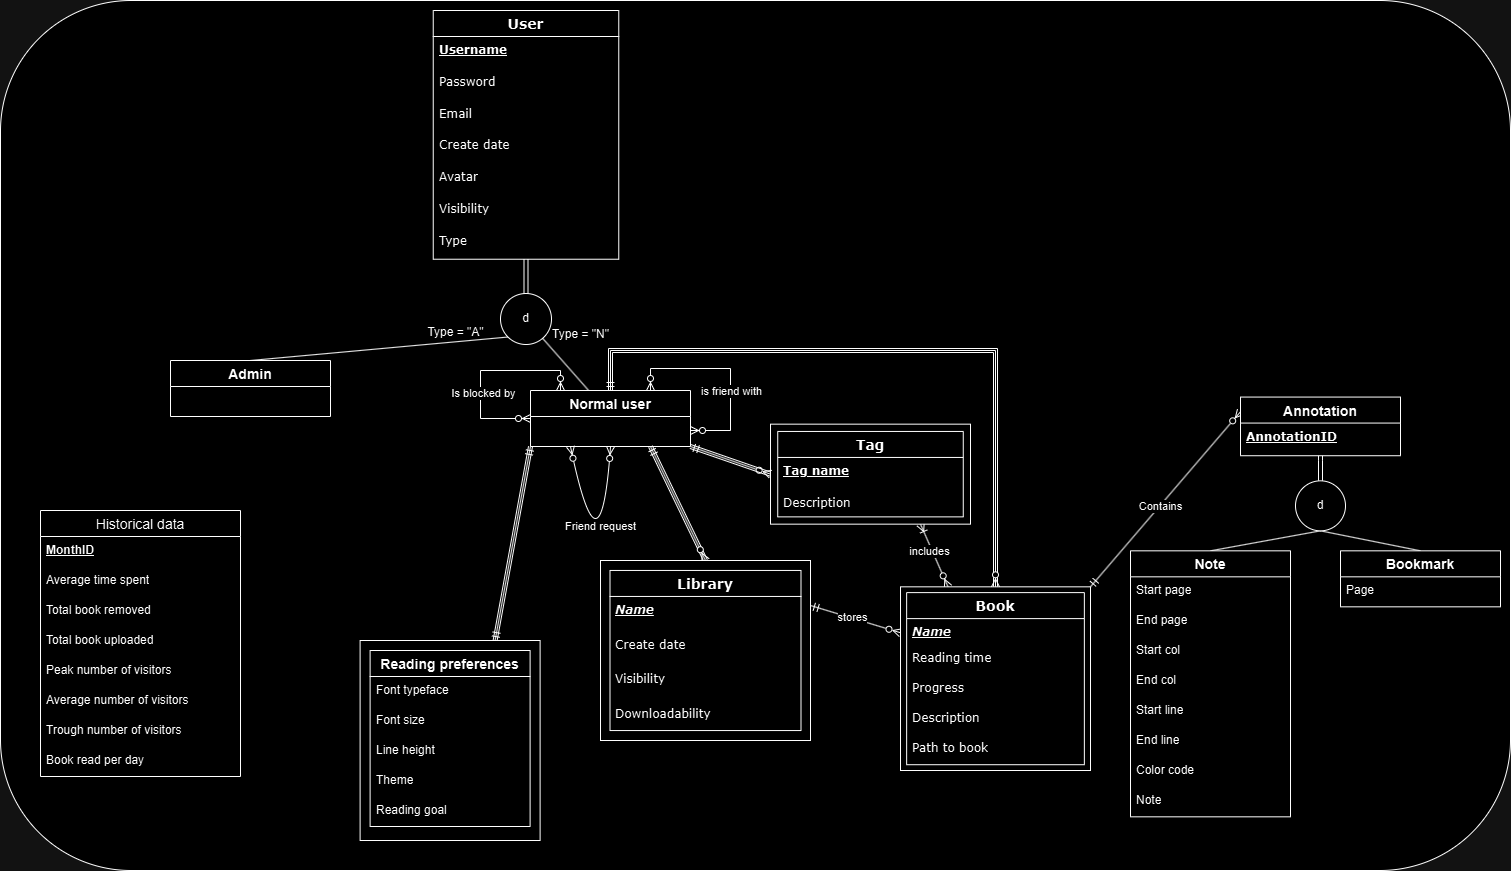 User
Username
Password
Email
Create date
Avatar
Visibility
Type
d
Type = "A"
Type = "N"
Admin
Is blocked by
Normal user
is friend with
Friend request
Tag
Tag name
Description
includes
Annotation
AnnotationID
d
Contains
Note
Start page
End page
Start col
End col
Start line
End line
Color code
Note
Bookmark
Page
Historical data
MonthID
Average time spent
Total book removed
Total book uploaded
Peak number of visitors
Average number of visitors
Trough number of visitors
Book read per day
Reading preferences
Font typeface
Font size
Line height
Theme
Reading goal
Library
Name
Create date
Visibility
Downloadability
stores
Book
Name
Reading time
Progress
Description
Path to book